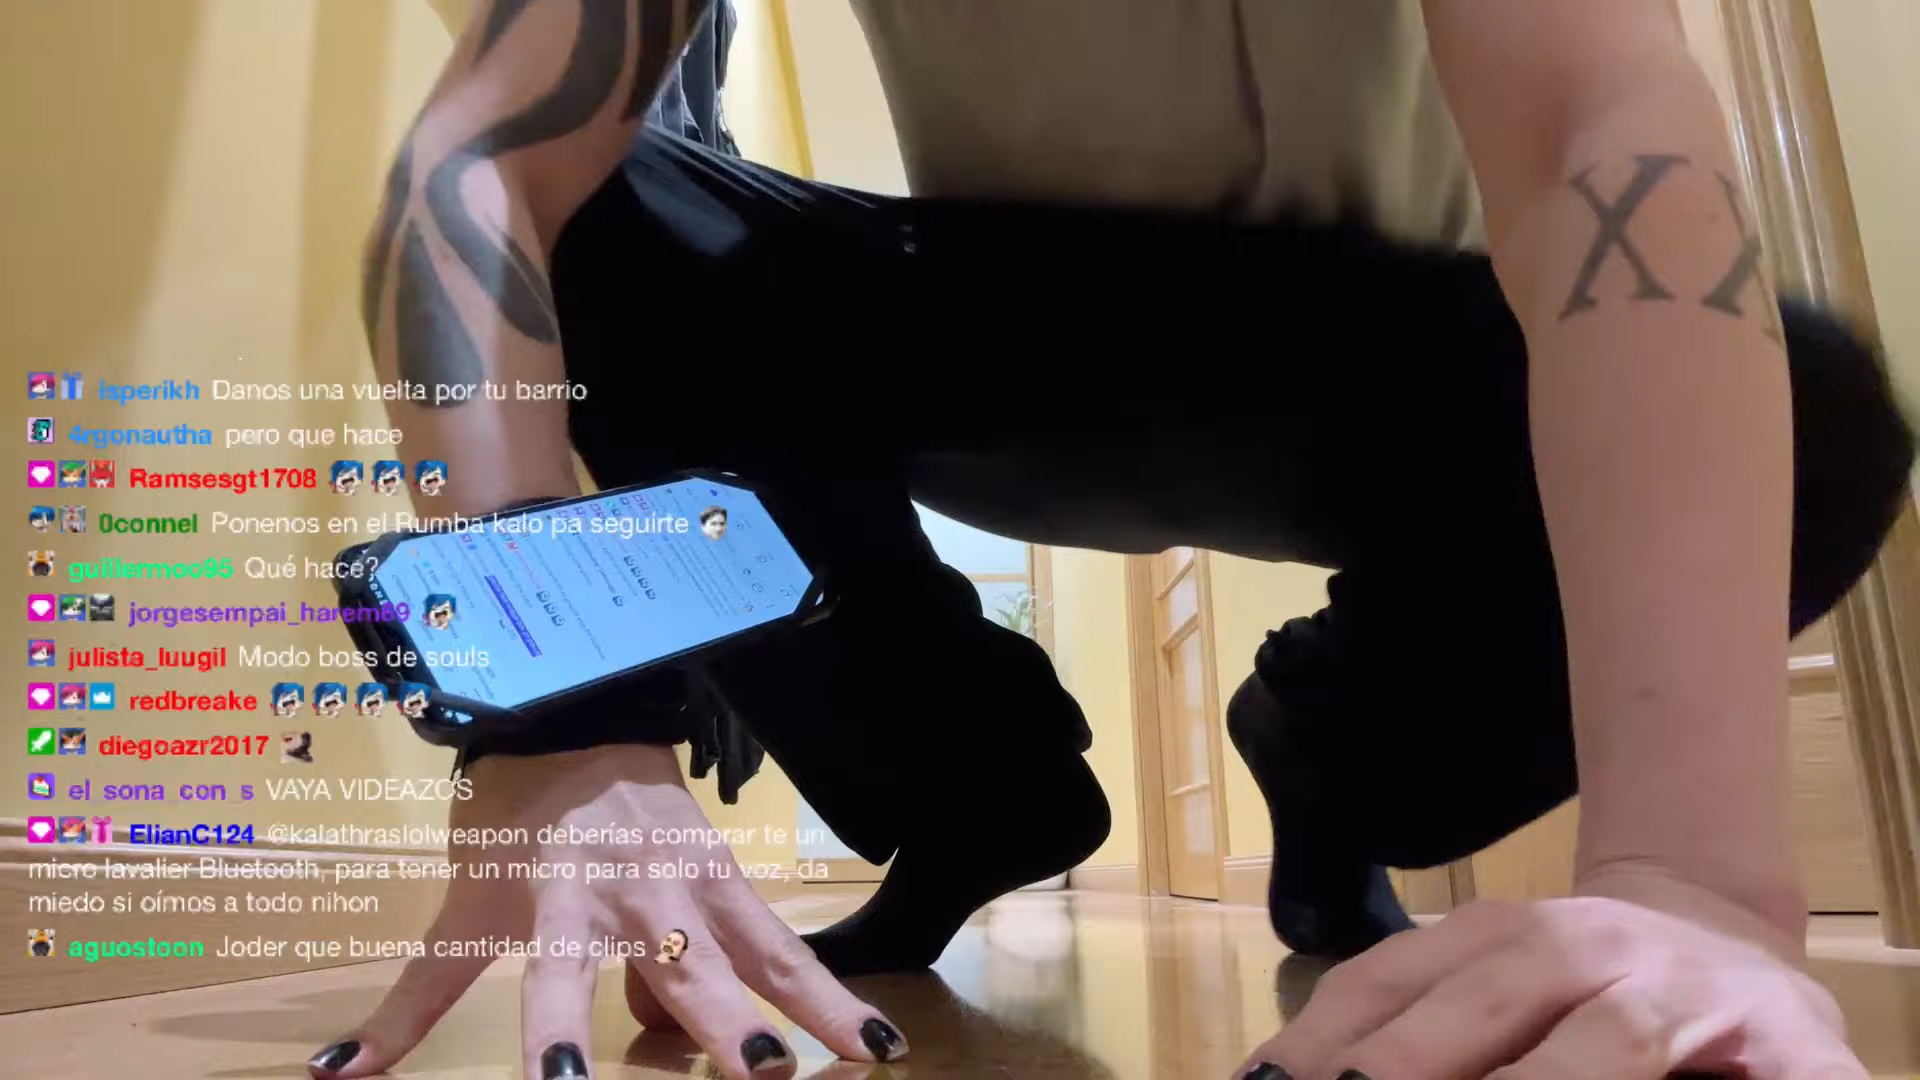 isperikh Danos una vuelta por tu barrio
4rgonautha pero que hace
Ramsesgt1708
0connel Ponenos en el Rumba kalo pa seguirte
guillermoo95 Qué hace?
jorgesempai_harem69
julista_luugil Modo boss de souls
redbreake
diegoazr2017
el_sona_con_s VAYA VIDEAZOS
ElianC124 @kalathraslolweapon deberías comprar te un
micro lavalier Bluetooth, para tener un micro para solo tu voz, da
miedo si oímos a todo nihon
aguostoon Joder que buena cantidad de clips
XX